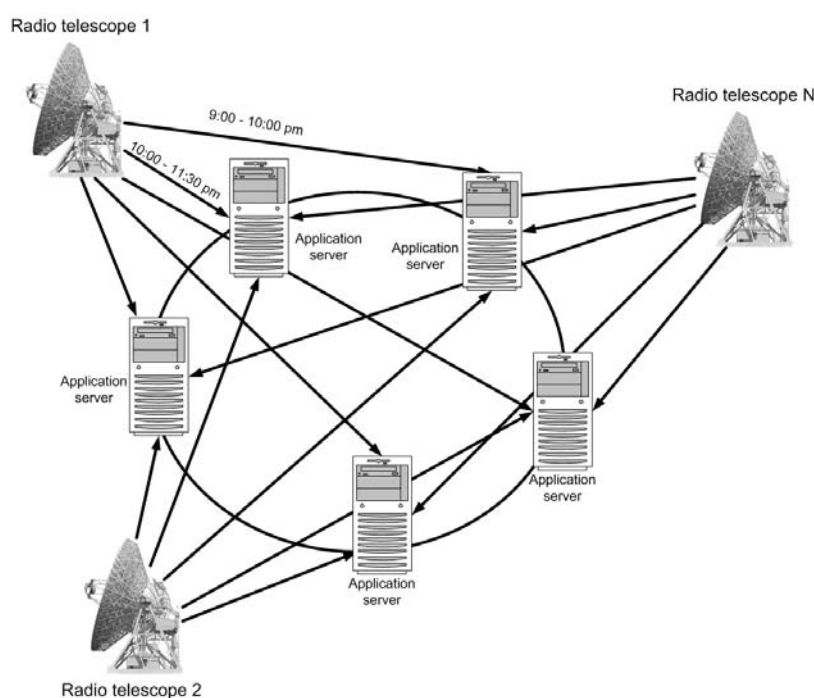 Radio telescope 1
Radio telescope N
9:00 - 10:00 pm
10:00 - 11:30 pm
Application
server
Application
server
Application
server
Application
server
Application
server
Radio telescope 2